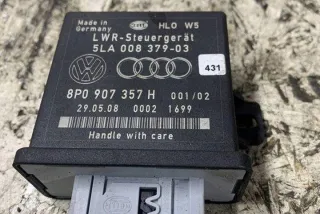 Made in
Germany
Hella
HLO W5
LWR-Steuergerät
5LA 008 379-03
431
8P0 907 357 H 001/02
29.05.08 0002 1699
Handle with care